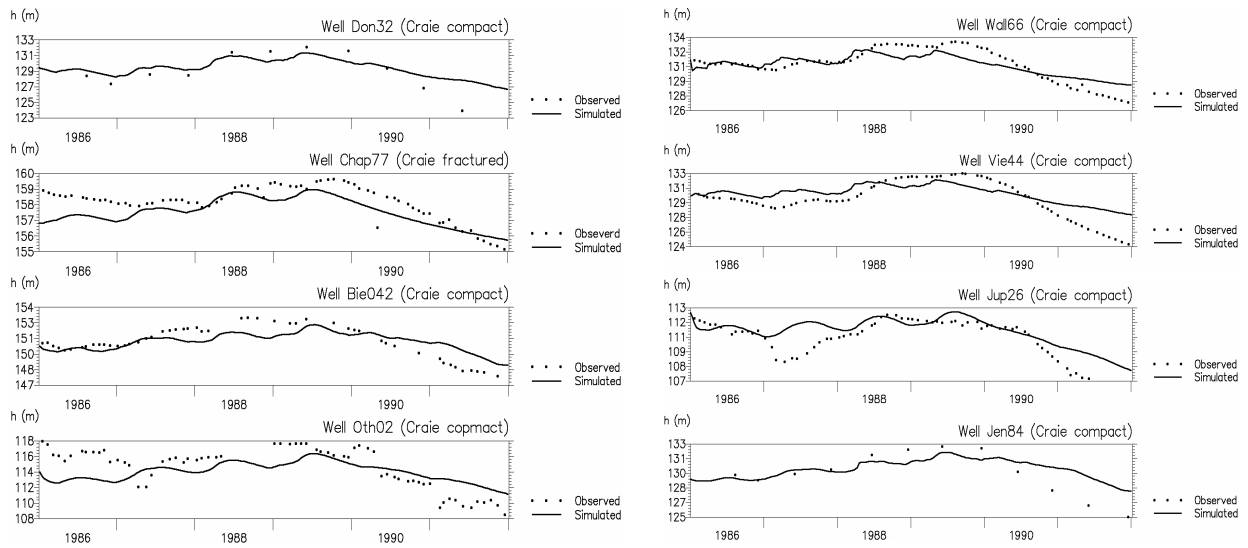 h (m)
Well Don32 (Craie compact)
133
131
130
129
128
126
125
123
1986
1988
1990
Observed
Simulated
h (m)
Well Chap77 (Craie fractured)
160
159
158
157
156
155
1986
1988
1990
Obseverd
Simulated
h (m)
Well Bie042 (Craie compact)
154
153
151
150
148
147
1986
1988
1990
Observed
Simulated
h (m)
Well Oth02 (Craie copmact)
118
116
114
112
110
108
1986
1988
1990
Observed
Simulated
h (m)
Well Wall66 (Craie compact)
134
132
131
129
128
126
1986
1988
1990
Observed
Simulated
h (m)
Well Vie44 (Craie compact)
133
131
129
128
126
124
1986
1988
1990
Observed
Simulated
h (m)
Well Jup26 (Craie compact)
113
112
111
109
108
107
1986
1988
1990
Observed
Simulated
h (m)
Well Jen84 (Craie compact)
133
131
130
128
127
125
1986
1988
1990
Observed
Simulated